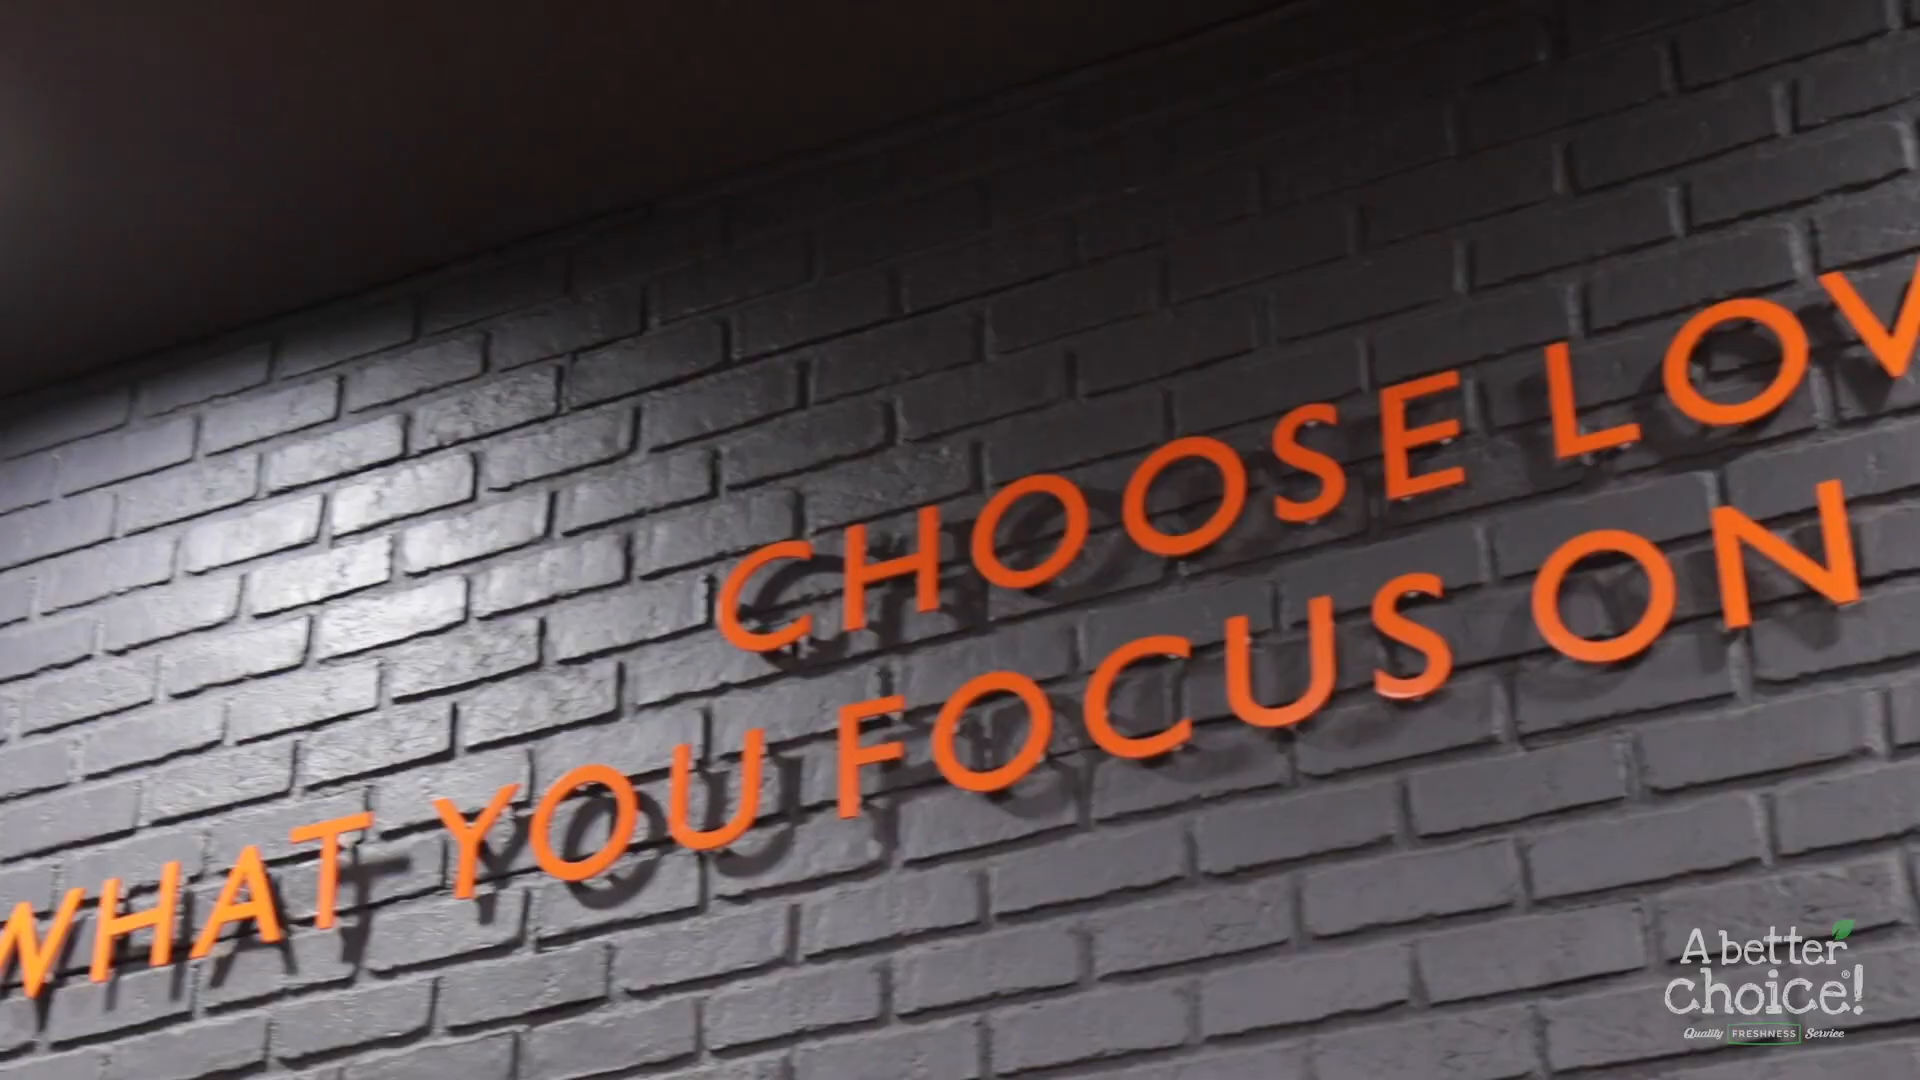 CHOOSE LOV
WHAT YOU FOCUS ON
A better
choice!
Quality FRESHNESS Service